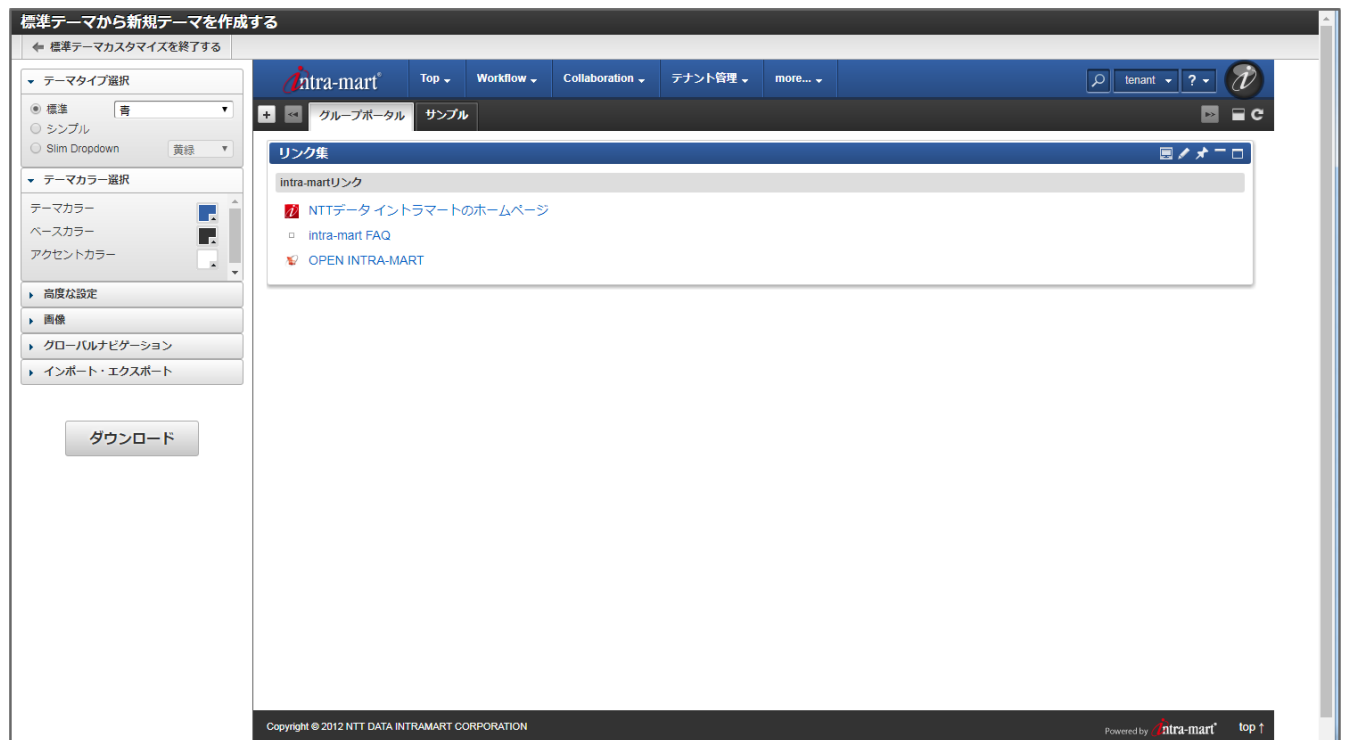 標準テーマから新規テーマを作成する
標準テーマカスタマイズを終了する
テーマタイプ選択
標準 青
シンプル
Slim Dropdown 黄緑
テーマカラー選択
テーマカラー
ベースカラー
アクセントカラー
高度な設定
画像
グローバルナビゲーション
インポート・エクスポート
ダウンロード
intra-mart® Top Workflow Collaboration テナント管理 more... tenant ?
グループポータル サンプル
リンク集
intra-martリンク
NTTデータ イントラマートのホームページ
intra-mart FAQ
OPEN INTRA-MART
Copyright © 2012 NTT DATA INTRAMART CORPORATION
Powered by intra-mart® top ↑